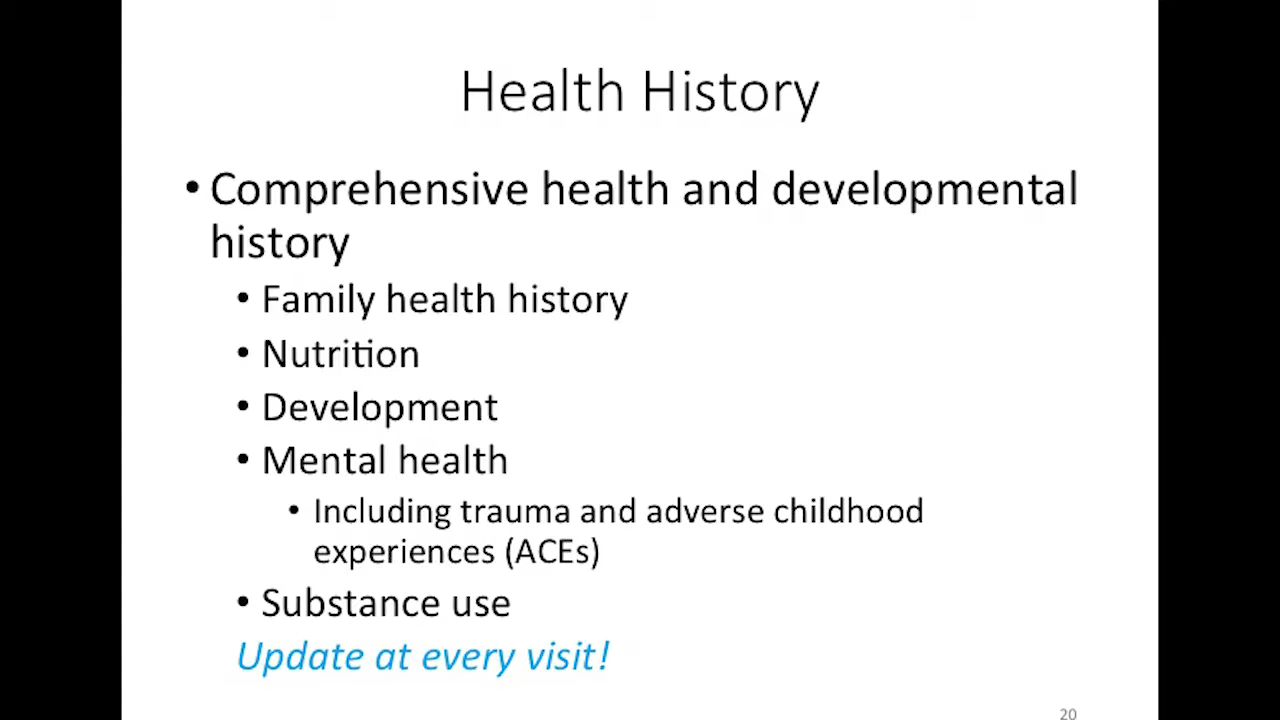 Health History
• Comprehensive health and developmental
history
• Family health history
• Nutrition
• Development
• Mental health
• Including trauma and adverse childhood
experiences (ACEs)
• Substance use
Update at every visit!
20